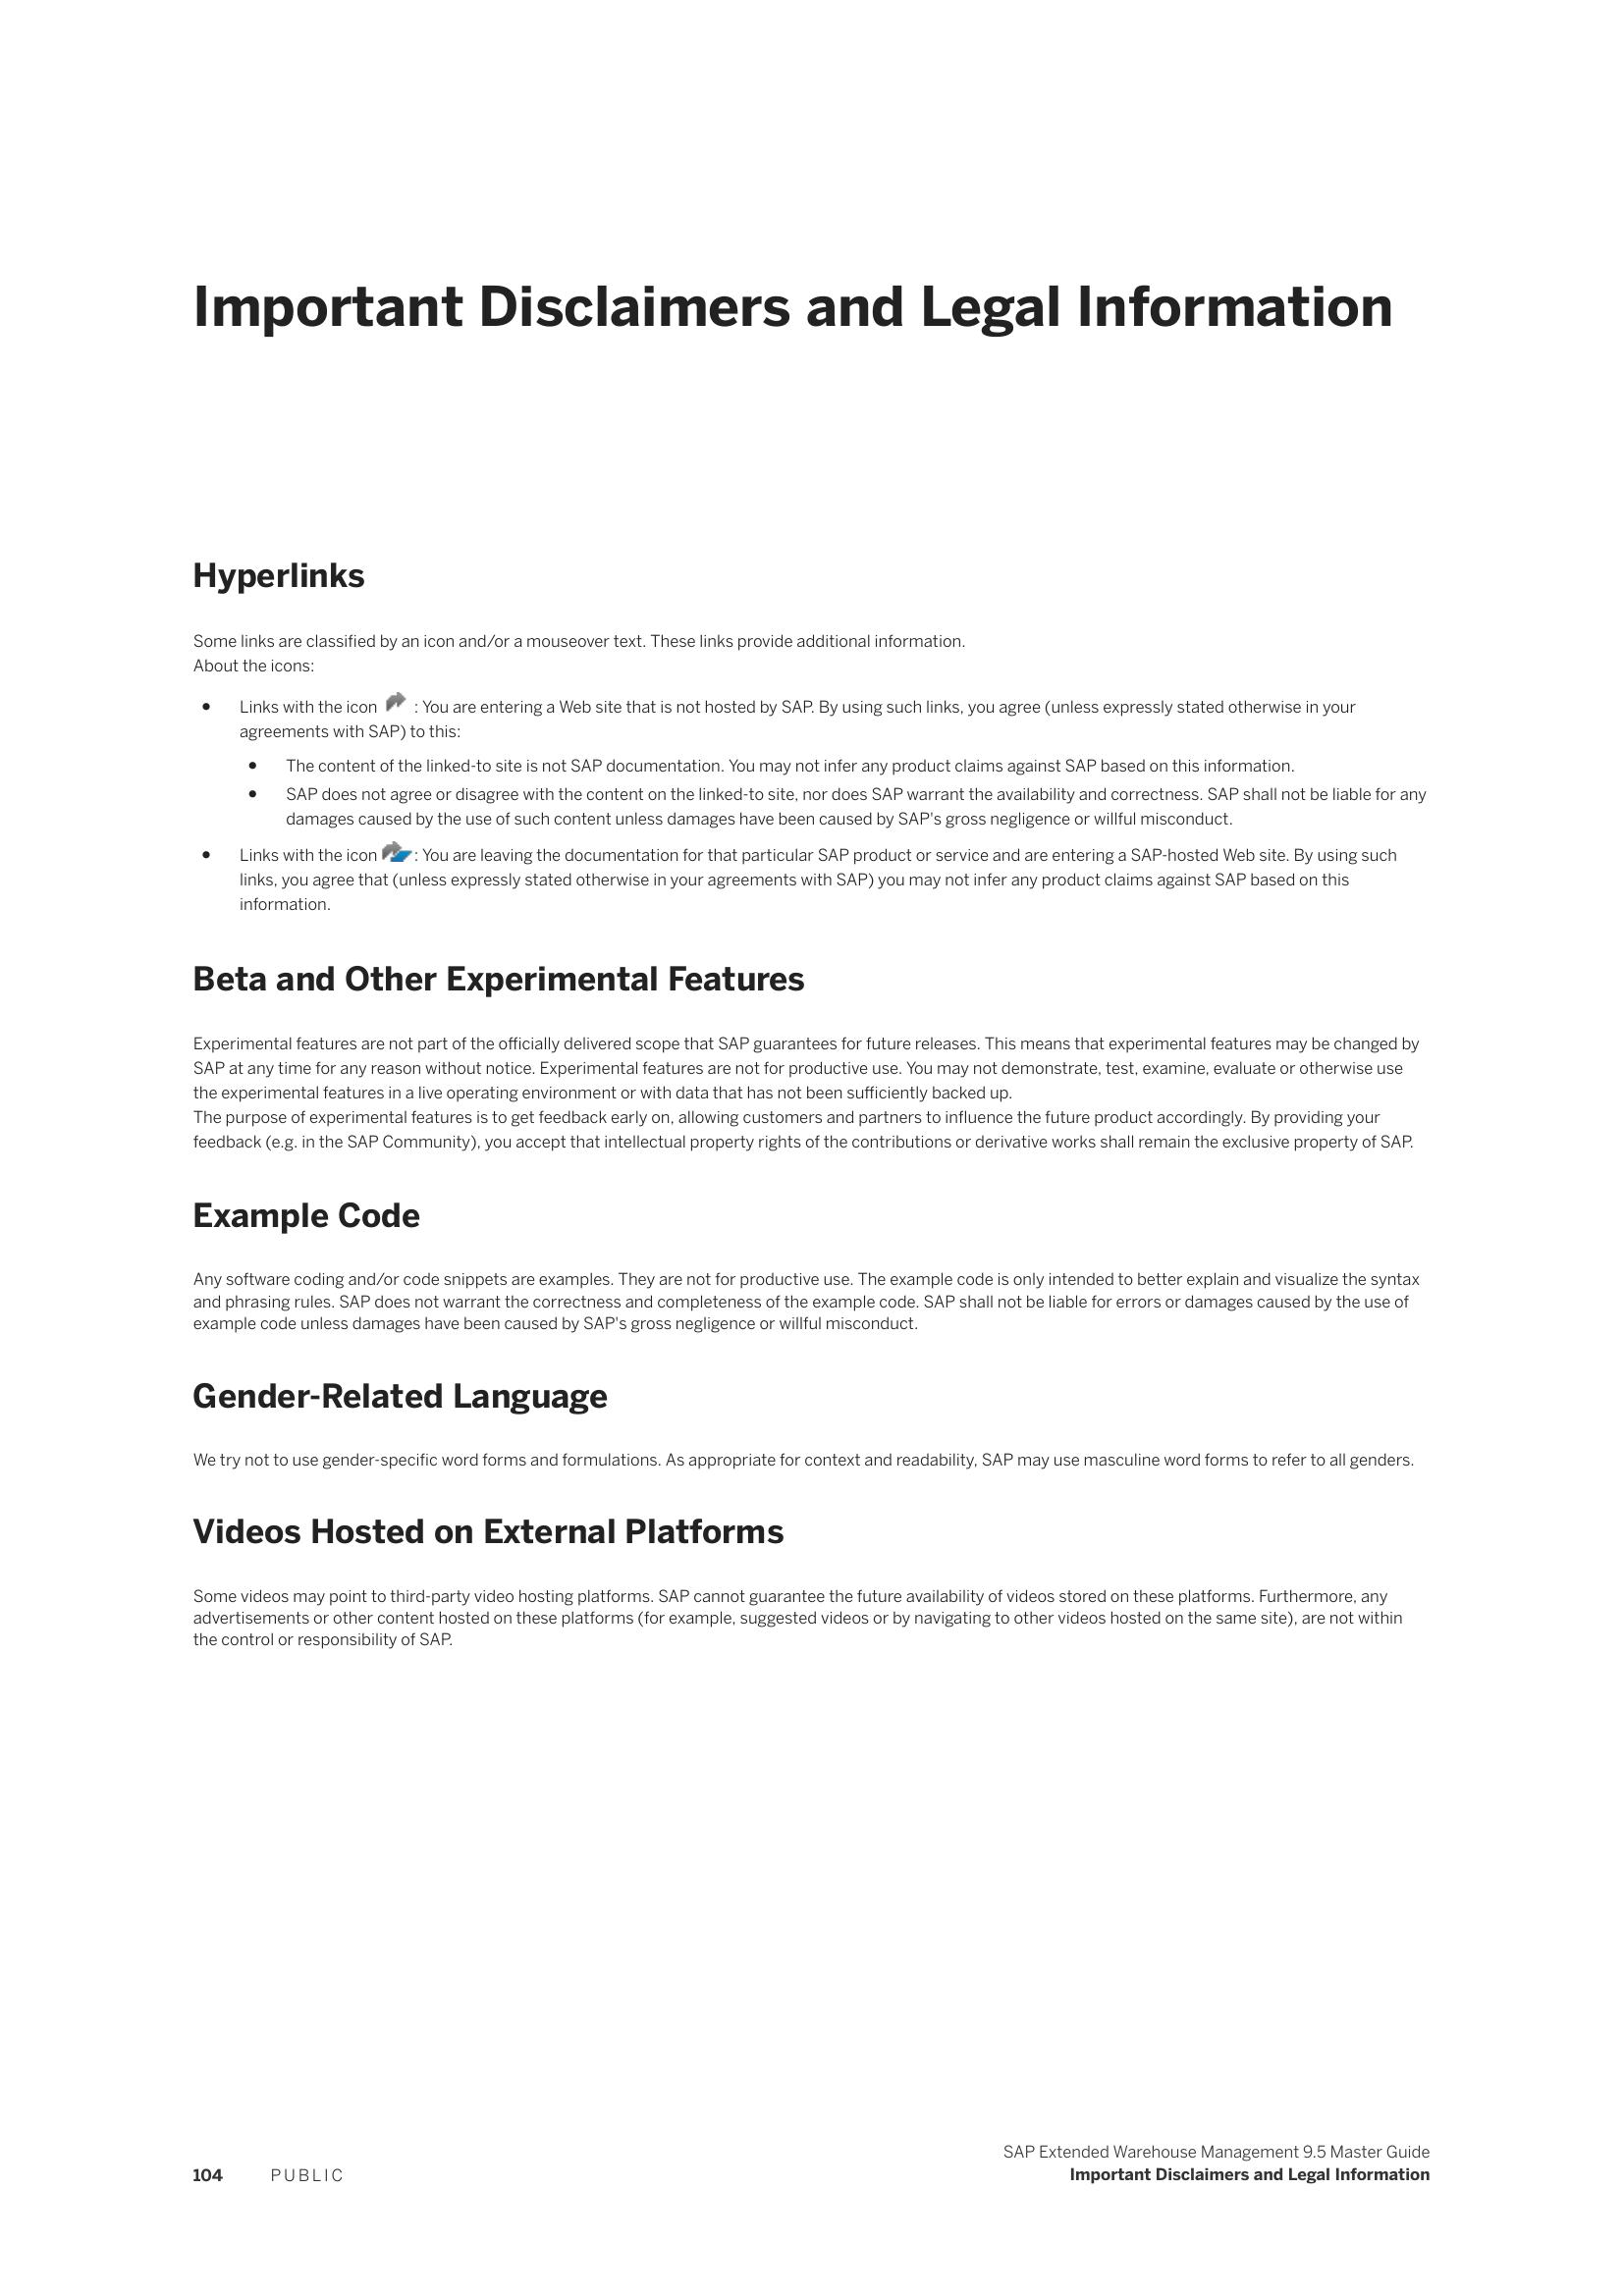 Important Disclaimers and Legal Information
Hyperlinks
Some links are classified by an icon and/or a mouseover text. These links provide additional information.
About the icons:
• Links with the icon : You are entering a Web site that is not hosted by SAP. By using such links, you agree (unless expressly stated otherwise in your
agreements with SAP) to this:
• The content of the linked-to site is not SAP documentation. You may not infer any product claims against SAP based on this information.
• SAP does not agree or disagree with the content on the linked-to site, nor does SAP warrant the availability and correctness. SAP shall not be liable for any
damages caused by the use of such content unless damages have been caused by SAP's gross negligence or willful misconduct.
• Links with the icon : You are leaving the documentation for that particular SAP product or service and are entering a SAP-hosted Web site. By using such
links, you agree that (unless expressly stated otherwise in your agreements with SAP) you may not infer any product claims against SAP based on this
information.
Beta and Other Experimental Features
Experimental features are not part of the officially delivered scope that SAP guarantees for future releases. This means that experimental features may be changed by
SAP at any time for any reason without notice. Experimental features are not for productive use. You may not demonstrate, test, examine, evaluate or otherwise use
the experimental features in a live operating environment or with data that has not been sufficiently backed up.
The purpose of experimental features is to get feedback early on, allowing customers and partners to influence the future product accordingly. By providing your
feedback (e.g. in the SAP Community), you accept that intellectual property rights of the contributions or derivative works shall remain the exclusive property of SAP.
Example Code
Any software coding and/or code snippets are examples. They are not for productive use. The example code is only intended to better explain and visualize the syntax
and phrasing rules. SAP does not warrant the correctness and completeness of the example code. SAP shall not be liable for errors or damages caused by the use of
example code unless damages have been caused by SAP's gross negligence or willful misconduct.
Gender-Related Language
We try not to use gender-specific word forms and formulations. As appropriate for context and readability, SAP may use masculine word forms to refer to all genders.
Videos Hosted on External Platforms
Some videos may point to third-party video hosting platforms. SAP cannot guarantee the future availability of videos stored on these platforms. Furthermore, any
advertisements or other content hosted on these platforms (for example, suggested videos or by navigating to other videos hosted on the same site), are not within
the control or responsibility of SAP.
SAP Extended Warehouse Management 9.5 Master Guide
104 PUBLIC Important Disclaimers and Legal Information